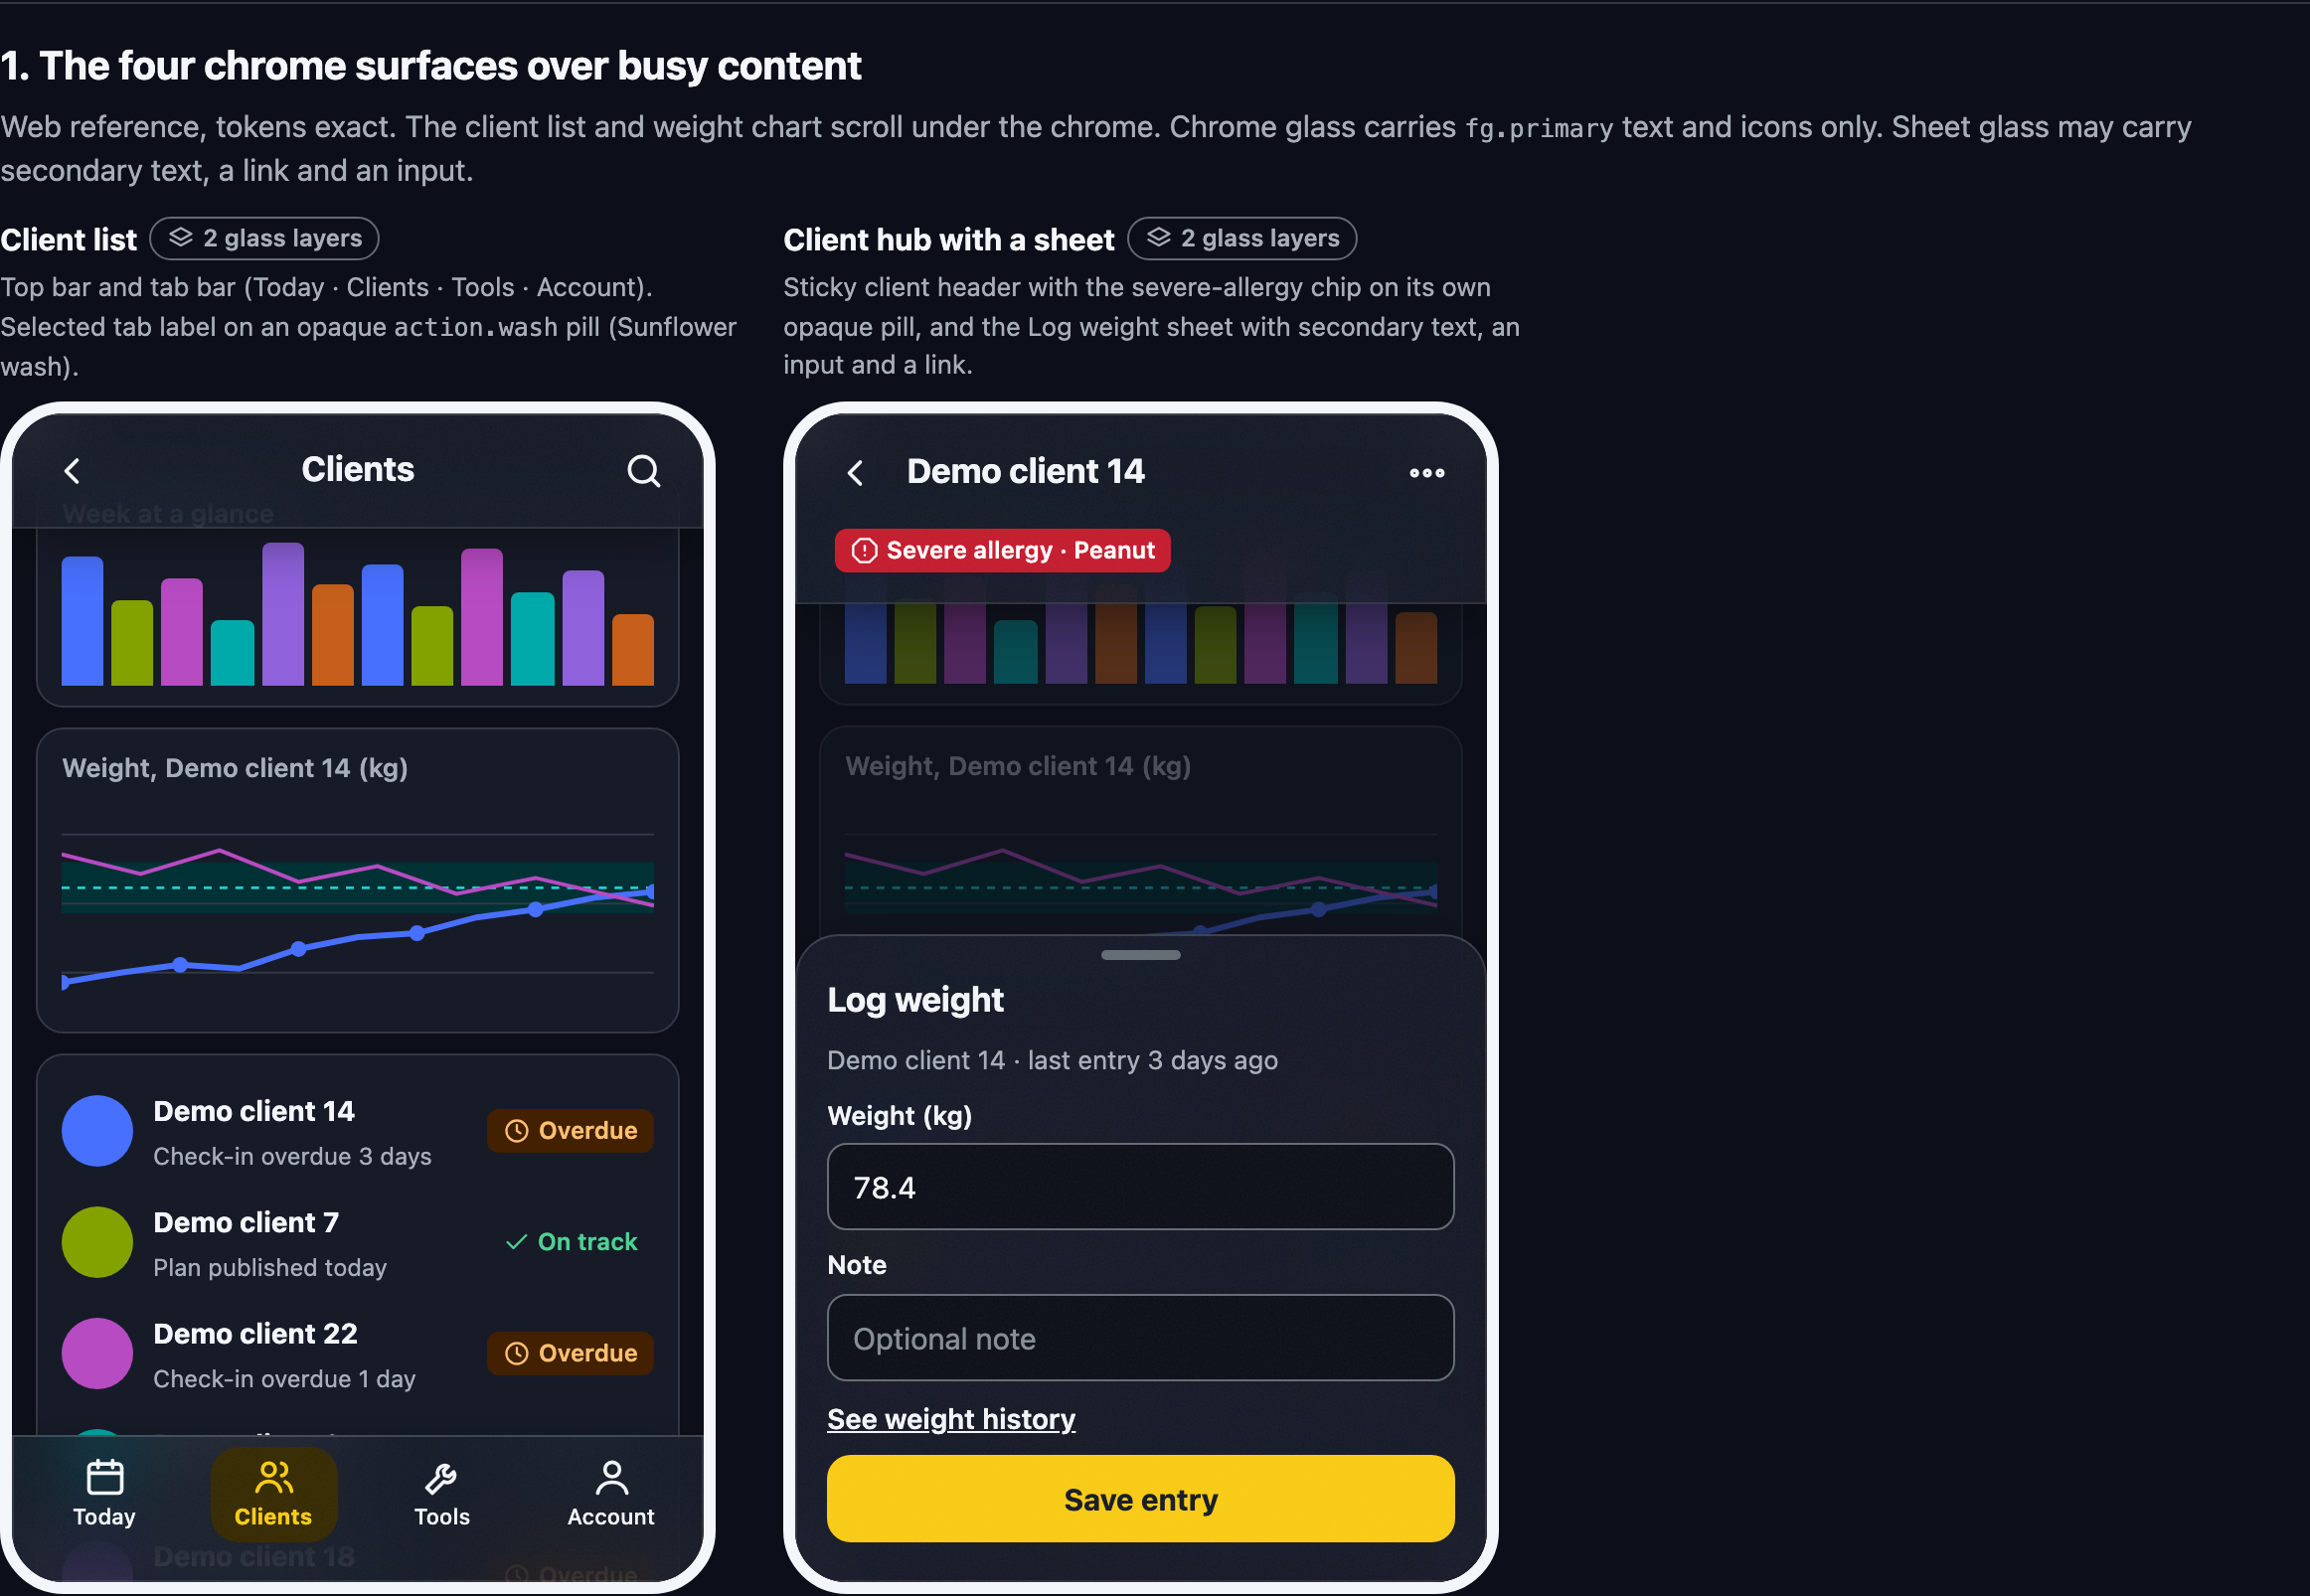 1. The four chrome surfaces over busy content
Web reference, tokens exact. The client list and weight chart scroll under the chrome. Chrome glass carries fg.primary text and icons only. Sheet glass may carry
secondary text, a link and an input.
Client list
2 glass layers
Top bar and tab bar (Today · Clients · Tools · Account).
Selected tab label on an opaque action.wash pill (Sunflower
wash).
Clients
Week at a glance
Weight, Demo client 14 (kg)
Demo client 14
Check-in overdue 3 days
Overdue
Demo client 7
Plan published today
On track
Demo client 22
Check-in overdue 1 day
Overdue
Today
Clients
Tools
Account
Demo client 18
Overdue
Client hub with a sheet
2 glass layers
Sticky client header with the severe-allergy chip on its own
opaque pill, and the Log weight sheet with secondary text, an
input and a link.
Demo client 14
Severe allergy · Peanut
Weight, Demo client 14 (kg)
Log weight
Demo client 14 · last entry 3 days ago
Weight (kg)
78.4
Note
Optional note
See weight history
Save entry